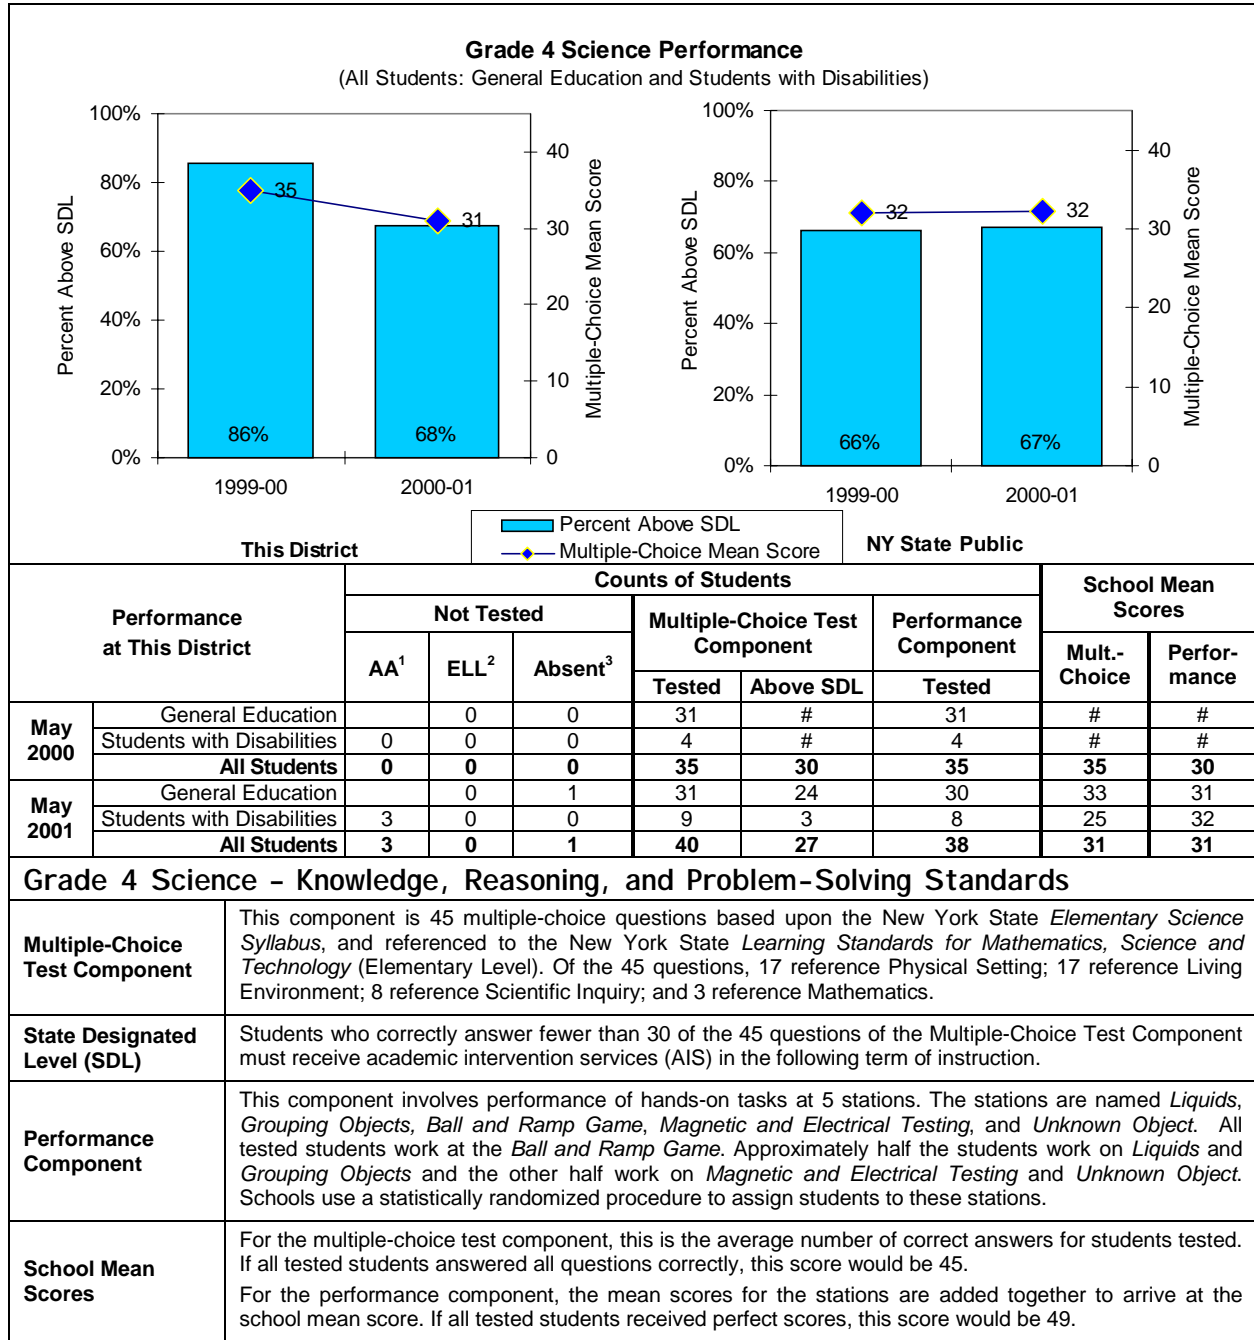 Grade 4 Science Performance
(All Students: General Education and Students with Disabilities)
100%
80%
60%
40%
20%
0%
Percent Above SDL
35
31
86%
68%
1999-00
2000-01
40
30
20
10
0
Multiple-Choice Mean Score
This District
100%
80%
60%
40%
20%
0%
Percent Above SDL
32
32
66%
67%
1999-00
2000-01
40
30
20
10
0
Multiple-Choice Mean Score
NY State Public
Percent Above SDL
Multiple-Choice Mean Score
Performance
at This District
Counts of Students
School Mean
Scores
Not Tested
Multiple-Choice Test
Component
Performance
Component
AA1 ELL2 Absent3
Tested Above SDL Tested
Mult.-
Choice
Perfor-
mance
May
2000
General Education 0 0 31 # 31 # #
Students with Disabilities 0 0 0 4 # 4 # #
All Students 0 0 0 35 30 35 35 30
May
2001
General Education 0 1 31 24 30 33 31
Students with Disabilities 3 0 0 9 3 8 25 32
All Students 3 0 1 40 27 38 31 31
Grade 4 Science – Knowledge, Reasoning, and Problem-Solving Standards
Multiple-Choice
Test Component
This component is 45 multiple-choice questions based upon the New York State Elementary Science
Syllabus, and referenced to the New York State Learning Standards for Mathematics, Science and
Technology (Elementary Level). Of the 45 questions, 17 reference Physical Setting; 17 reference Living
Environment; 8 reference Scientific Inquiry; and 3 reference Mathematics.
State Designated
Level (SDL)
Students who correctly answer fewer than 30 of the 45 questions of the Multiple-Choice Test Component
must receive academic intervention services (AIS) in the following term of instruction.
Performance
Component
This component involves performance of hands-on tasks at 5 stations. The stations are named Liquids,
Grouping Objects, Ball and Ramp Game, Magnetic and Electrical Testing, and Unknown Object. All
tested students work at the Ball and Ramp Game. Approximately half the students work on Liquids and
Grouping Objects and the other half work on Magnetic and Electrical Testing and Unknown Object.
Schools use a statistically randomized procedure to assign students to these stations.
School Mean
Scores
For the multiple-choice test component, this is the average number of correct answers for students tested.
If all tested students answered all questions correctly, this score would be 45.
For the performance component, the mean scores for the stations are added together to arrive at the
school mean score. If all tested students received perfect scores, this score would be 49.